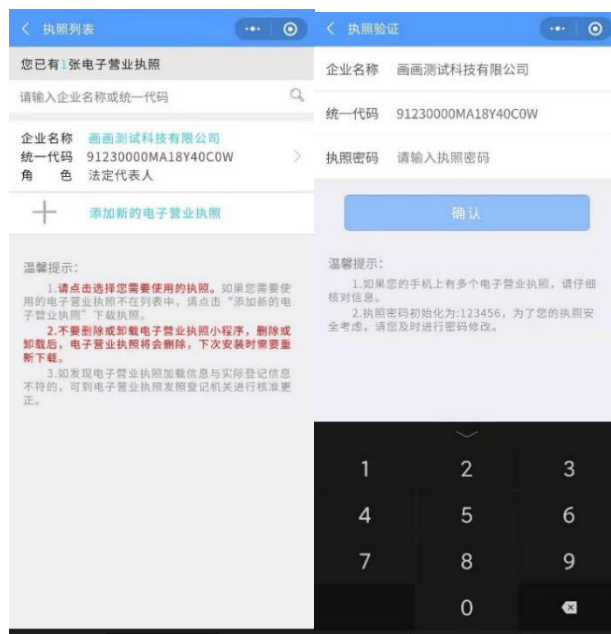 执照列表
您已有1张电子营业执照
请输入企业名称或统一代码
企业名称 画画测试科技有限公司
统一代码 91230000MA18Y40C0W
角 色 法定代表人
添加新的电子营业执照
温馨提示：
1.请点击选择您需要使用的执照。如果您需要使
用的电子营业执照不在列表中，请点击“添加新的电
子营业执照”下载执照。
2.不要删除或卸载电子营业执照小程序，删除或
卸载后，电子营业执照将会删除，下次安装时需要重
新下载。
3.如发现电子营业执照加载信息与实际登记信息
不符的，可到电子营业执照发照登记机关进行核准更
正。
执照验证
企业名称 画画测试科技有限公司
统一代码 91230000MA18Y40C0W
执照密码 请输入执照密码
确认
温馨提示：
1.如果您的手机上有多个电子营业执照，请仔细
核对信息。
2.执照密码初始化为:123456，为了您的执照安
全考虑，请您及时进行密码修改。
1 2 3
4 5 6
7 8 9
0